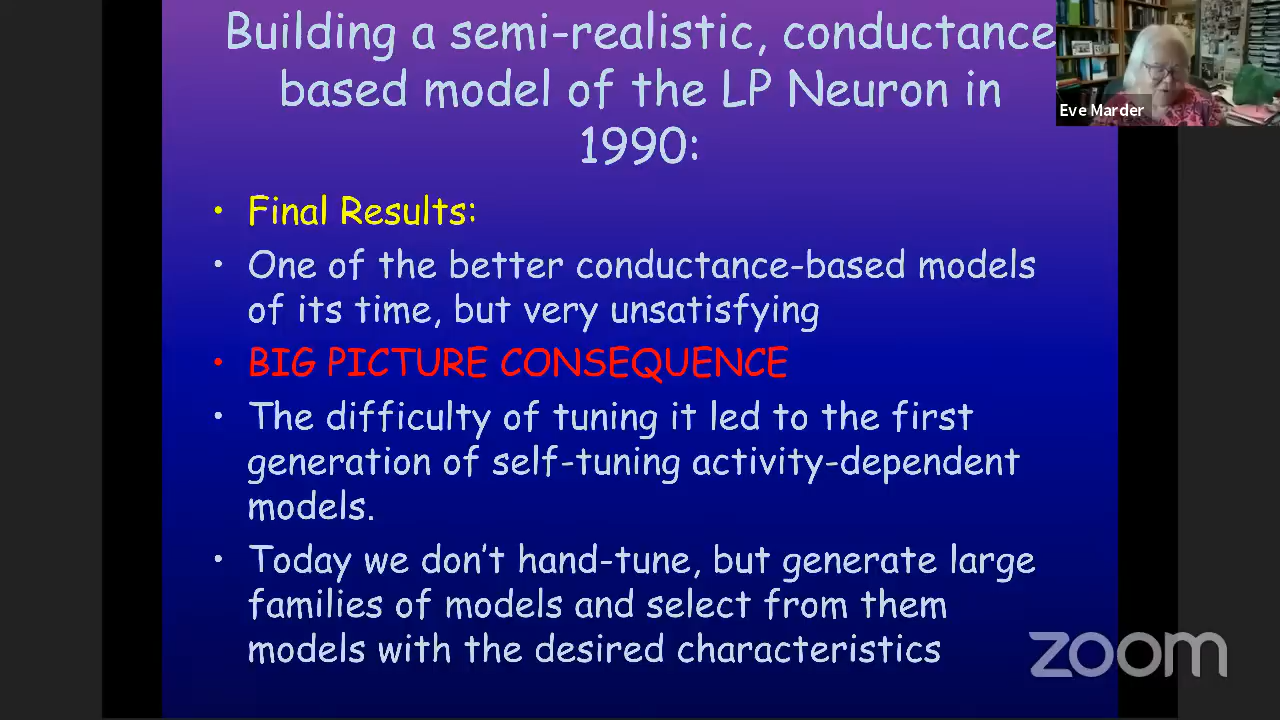 Building a semi-realistic, conductance
based model of the LP Neuron in
1990:
Eve Marder
• Final Results:
• One of the better conductance-based models
of its time, but very unsatisfying
• BIG PICTURE CONSEQUENCE
• The difficulty of tuning it led to the first
generation of self-tuning activity-dependent
models.
• Today we don't hand-tune, but generate large
families of models and select from them
models with the desired characteristics
zoom